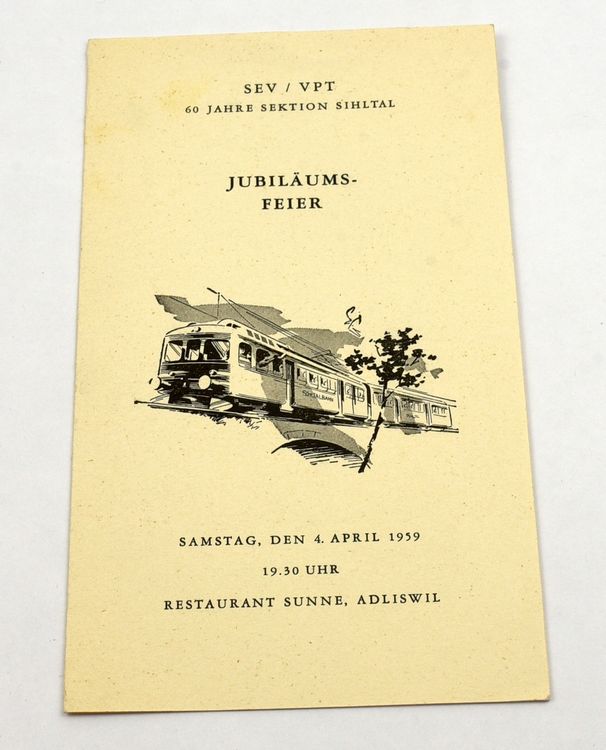 SEV / VPT
60 JAHRE SEKTION SIHLTAL
JUBILÄUMS-
FEIER
SIHLTALBAHN
SAMSTAG, DEN 4. APRIL 1959
19.30 UHR
RESTAURANT SUNNE, ADLISWIL